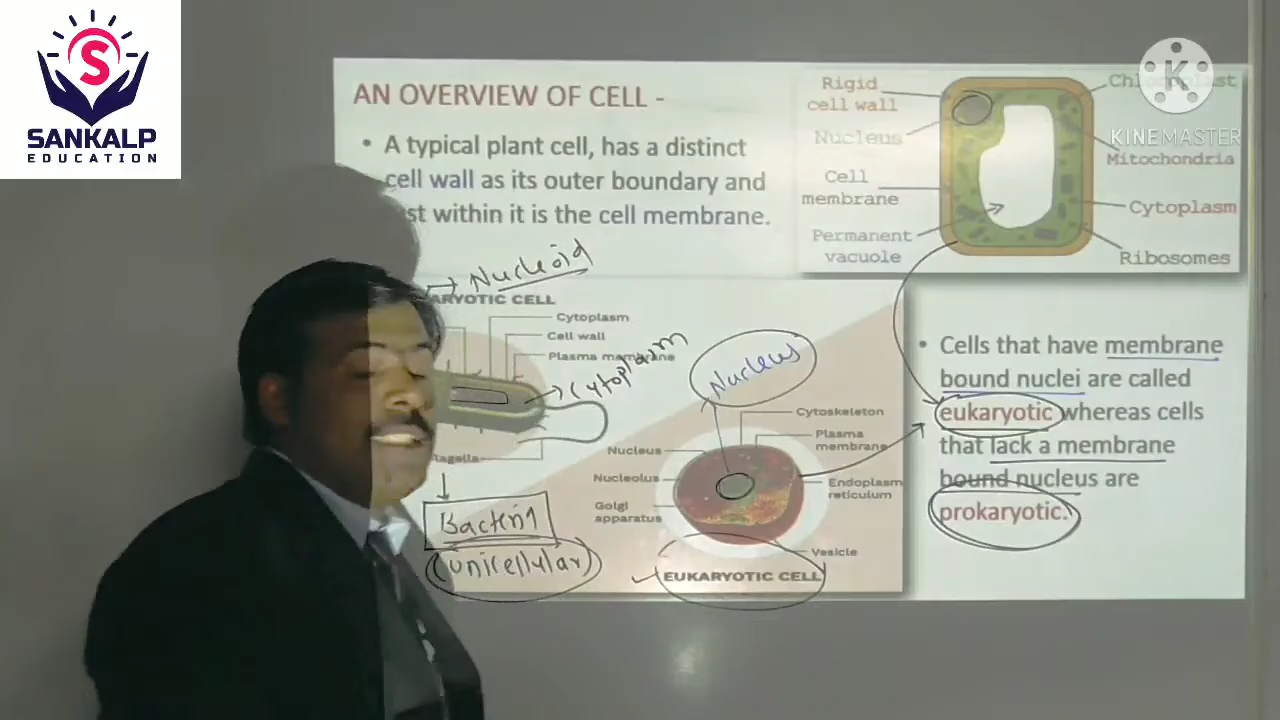 S
SANKALP
EDUCATION
K
KINEMASTER
AN OVERVIEW OF CELL -
• A typical plant cell, has a distinct
cell wall as its outer boundary and
within it is the cell membrane.
Rigid
cell wall
Nucleus
Cell
membrane
Permanent
vacuole
Mitochondria
Cytoplasm
Ribosomes
Nucleoid
CELL
Cytoplasm
Cell wall
Plasma membrane
Cytoplasm
Bacteria
(unicellular)
Nucleus
Cytoskeleton
Plasma
membrane
Nucleus
Nucleolus
Golgi
apparatus
Endoplasm
reticulum
Vesicle
EUKARYOTIC CELL
• Cells that have membrane
bound nuclei are called
eukaryotic whereas cells
that lack a membrane
bound nucleus are
prokaryotic.